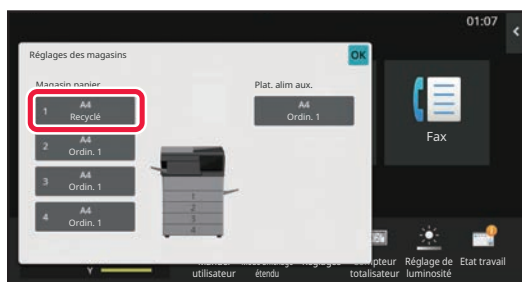 01:07
Réglages des magasins
OK
Magasin papier
Plat. alim aux.
1 A4 Recyclé
A4 Ordin. 1
2 A4 Ordin. 1
3 A4 Ordin. 1
4 A4 Ordin. 1
1
2
3
4
Fax
Y
utilisateur
étendu
totalisateur
Réglage de luminosité
Etat travail